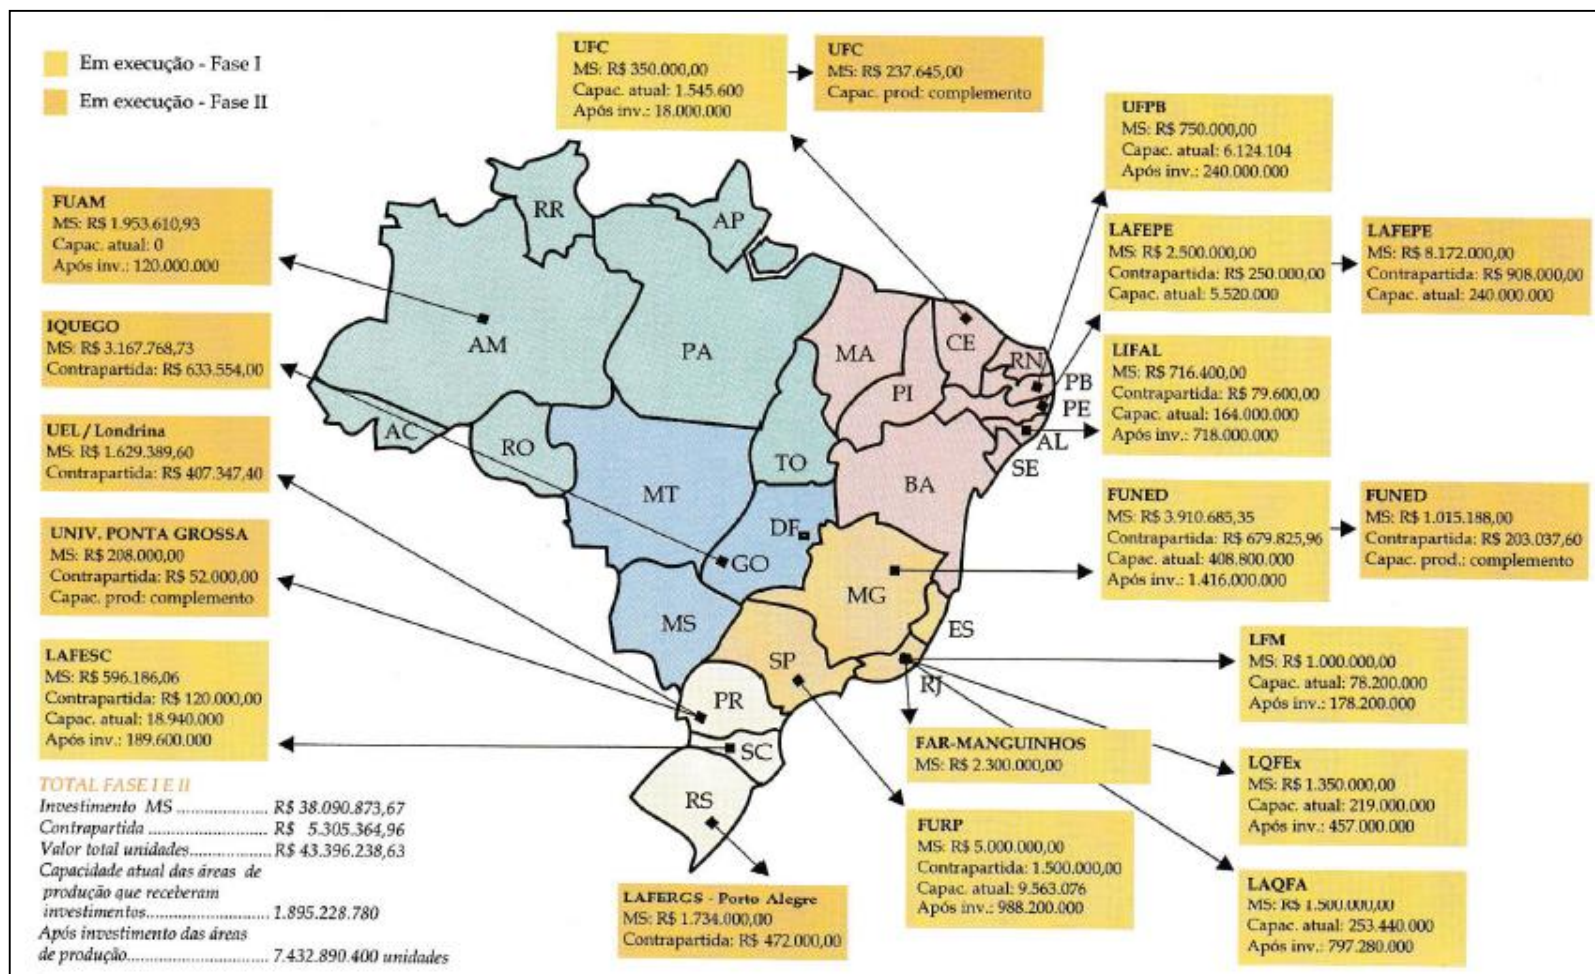 Em execução - Fase I
Em execução - Fase II
UFC
MS: R$ 350.000,00
Capac. atual: 1.545.600
Após inv.: 18.000.000
UFC
MS: R$ 237.645,00
Capac. prod: complemento
UFPB
MS: R$ 750.000,00
Capac. atual: 6.124.104
Após inv.: 240.000.000
FUAM
MS: R$ 1.953.610,93
Capac. atual: 0
Após inv.: 120.000.000
LAFEPE
MS: R$ 2.500.000,00
Contrapartida: R$ 250.000,00
Capac. atual: 5.520.000
LAFEPE
MS: R$ 8.172.000,00
Contrapartida: R$ 908.000,00
Capac. atual: 240.000.000
IQUEGO
MS: R$ 3.167.768,73
Contrapartida: R$ 633.554,00
LIFAL
MS: R$ 716.400,00
Contrapartida: R$ 79.600,00
Capac. atual: 164.000.000
Após inv.: 718.000.000
UEL / Londrina
MS: R$ 1.629.389,60
Contrapartida: R$ 407.347,40
FUNED
MS: R$ 3.910.685,35
Contrapartida: R$ 679.825,96
Capac. atual: 408.800.000
Após inv.: 1.416.000.000
FUNED
MS: R$ 1.015.188,00
Contrapartida: R$ 203.037,60
Capac. prod.: complemento
UNIV. PONTA GROSSA
MS: R$ 208.000,00
Contrapartida: R$ 52.000,00
Capac. prod: complemento
LAFESC
MS: R$ 596.186,06
Contrapartida: R$ 120.000,00
Capac. atual: 18.940.000
Após inv.: 189.600.000
LFM
MS: R$ 1.000.000,00
Capac. atual: 78.200.000
Após inv.: 178.200.000
FAR-MANGUINHOS
MS: R$ 2.300.000,00
LQFEx
MS: R$ 1.350.000,00
Capac. atual: 219.000.000
Após inv.: 457.000.000
FURP
MS: R$ 5.000.000,00
Contrapartida: 1.500.000,00
Capac. atual: 9.563.076
Após inv.: 988.200.000
LAQFA
MS: R$ 1.500.000,00
Capac. atual: 253.440.000
Após inv.: 797.280.000
LAFERGS - Porto Alegre
MS: R$ 1.734.000,00
Contrapartida: R$ 472.000,00
RR
AP
AM
PA
MA
CE
RN
PB
PI
PE
AC
RO
TO
AL
SE
BA
MT
DF
GO
MG
MS
ES
SP
RJ
PR
SC
RS
TOTAL FASE I E II
Investimento MS ..................... R$ 38.090.873,67
Contrapartida ........................... R$ 5.305.364,96
Valor total unidades.................. R$ 43.396.238,63
Capacidade atual das áreas de
produção que receberam
investimentos........................... 1.895.228.780
Após investimento das áreas
de produção............................... 7.432.890.400 unidades